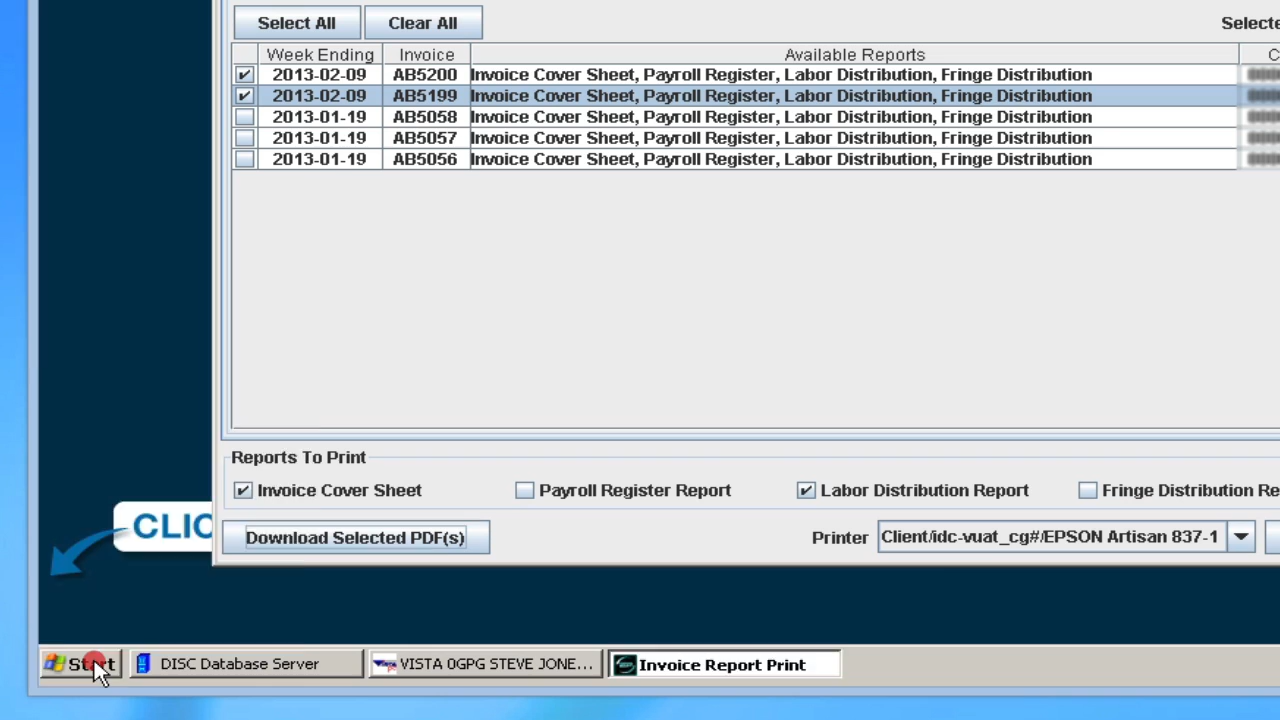 Select All Clear All
Week Ending Invoice Available Reports
2013-02-09 AB5200 Invoice Cover Sheet, Payroll Register, Labor Distribution, Fringe Distribution
2013-02-09 AB5199 Invoice Cover Sheet, Payroll Register, Labor Distribution, Fringe Distribution
2013-01-19 AB5058 Invoice Cover Sheet, Payroll Register, Labor Distribution, Fringe Distribution
2013-01-19 AB5057 Invoice Cover Sheet, Payroll Register, Labor Distribution, Fringe Distribution
2013-01-19 AB5056 Invoice Cover Sheet, Payroll Register, Labor Distribution, Fringe Distribution
Reports To Print
Invoice Cover Sheet Payroll Register Report Labor Distribution Report Fringe Distribution
Download Selected PDF(s) Printer Client/idc-vuat_cg#/EPSON Artisan 837-1
Start DISC Database Server VISTA 0GPG STEVE JONE... Invoice Report Print